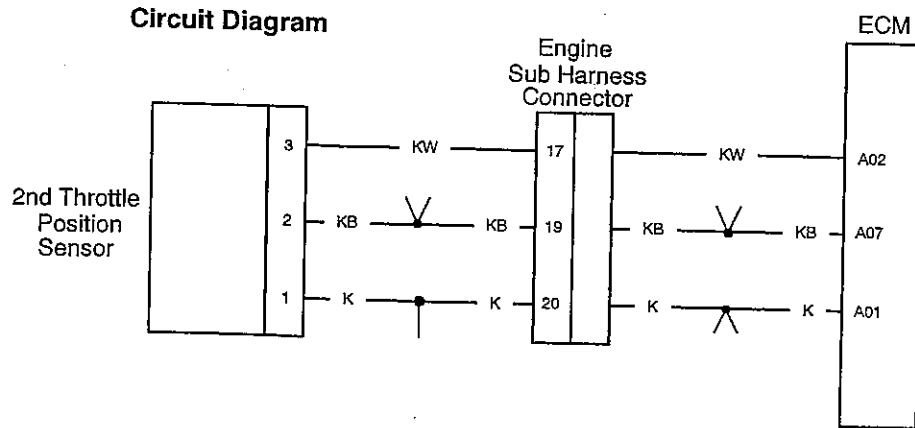 Circuit Diagram
ECM
Engine
Sub Harness
Connector
2nd Throttle
Position
Sensor
3 KW 17 KW A02
2 KB KB 19 KB KB A07
1 K K 20 K K A01